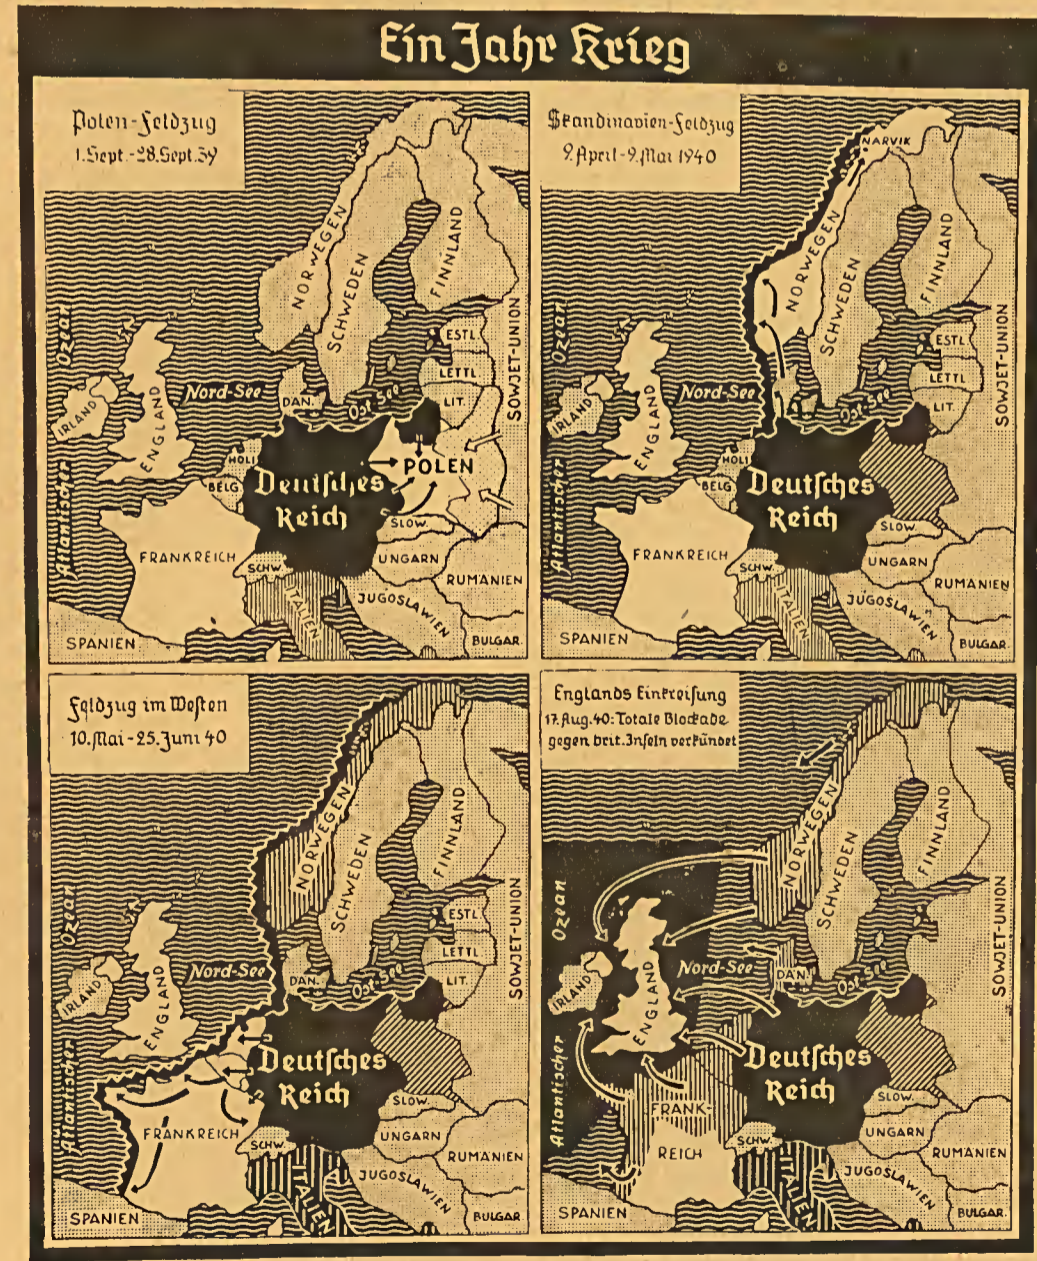 Ein Jahr Krieg
Polen-Feldzug
1. Sept.-28. Sept. 39
NORWEGEN
SCHWEDEN
FINNLAND
Atlantischer Ozean
IRLAND
ENGLAND
Nord-See
DÄN.
Ost-See
ESTL.
LETTL.
LIT.
SOWJET-UNION
HOLL
BELG
Deutsches
Reich
POLEN
FRANKREICH
SCHW.
SLOW.
UNGARN
RUMÄNIEN
ITALIEN
JUGOSLAWIEN
SPANIEN
BULGAR.
Skandinavien-Feldzug
9. April-9. Mai 1940
NARVIK
NORWEGEN
SCHWEDEN
FINNLAND
Atlantischer Ozean
IRLAND
ENGLAND
Nord-See
Ost-See
ESTL.
LETTL
LIT.
SOWJET-UNION
HOLL
BELG
Deutsches
Reich
FRANKREICH
SCHW.
SLOW.
UNGARN
RUMÄNIEN
ITALIEN
JUGOSLAWIEN
SPANIEN
BULGAR.
Feldzug im Westen
10. Mai-25. Juni 40
NORWEGEN
SCHWEDEN
FINNLAND
Atlantischer Ozean
IRLAND
ENGLAND
Nord-See
DÄN.
Ost-See
ESTL.
LETTL
LIT.
SOWJET-UNION
Deutsches
Reich
FRANKREICH
SCHW.
SLOW.
UNGARN
RUMÄNIEN
ITALIEN
JUGOSLAWIEN
SPANIEN
BULGAR.
Englands Einkreisung
17. Aug. 40: Totale Blockade
gegen brit. Inseln verkündet
NORWEGEN
SCHWEDEN
FINNLAND
Atlantischer Ozean
IRLAND
ENGLAND
Nord-See
DÄN.
Ost-See
SOWJET-UNION
Deutsches
Reich
FRANK-
REICH
SCHW.
SLOW.
UNGARN
RUMÄNIEN
ITALIEN
JUGOSLAWIEN
SPANIEN
BULGAR.